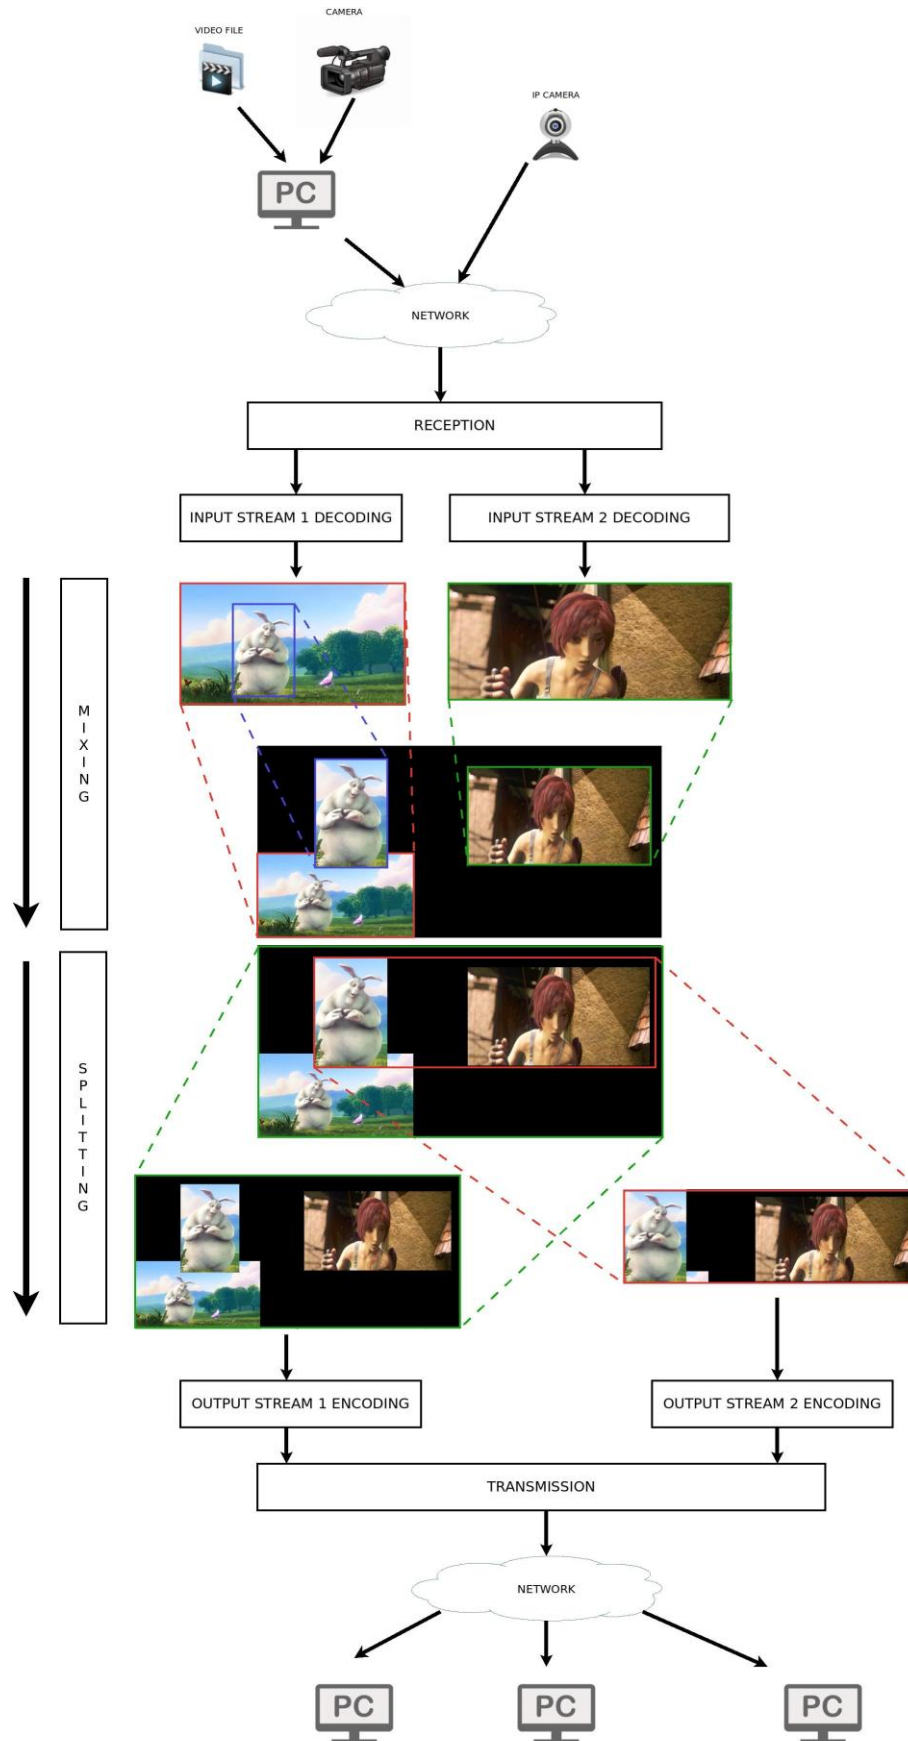 CAMERA
VIDEO FILE
IP CAMERA
PC
NETWORK
RECEPTION
INPUT STREAM 1 DECODING
INPUT STREAM 2 DECODING
MIXING
SPLITTING
OUTPUT STREAM 1 ENCODING
OUTPUT STREAM 2 ENCODING
TRANSMISSION
NETWORK
PC
PC
PC